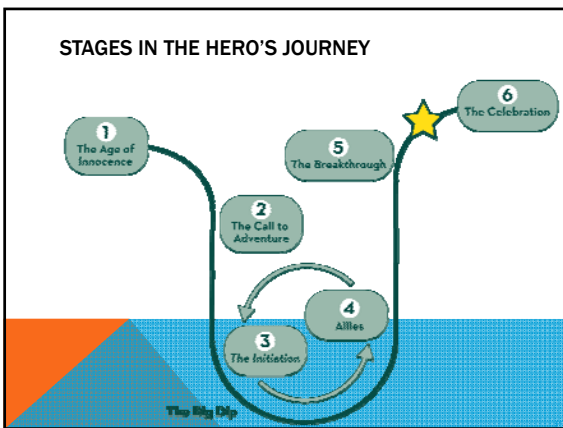 STAGES IN THE HERO'S JOURNEY
1
The Age of
Innocence
2
The Call to
Adventure
3
The Initiation
4
Allies
5
The Breakthrough
6
The Celebration
The Big Dip